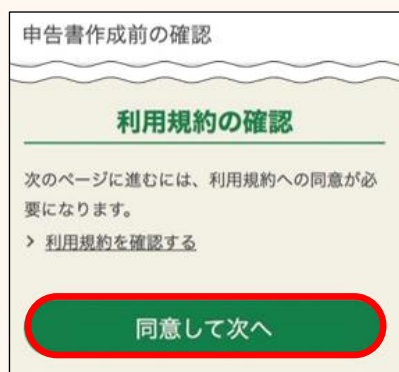 申告書作成前の確認
利用規約の確認
次のページに進むには、利用規約への同意が必
要になります。
> 利用規約を確認する
同意して次へ